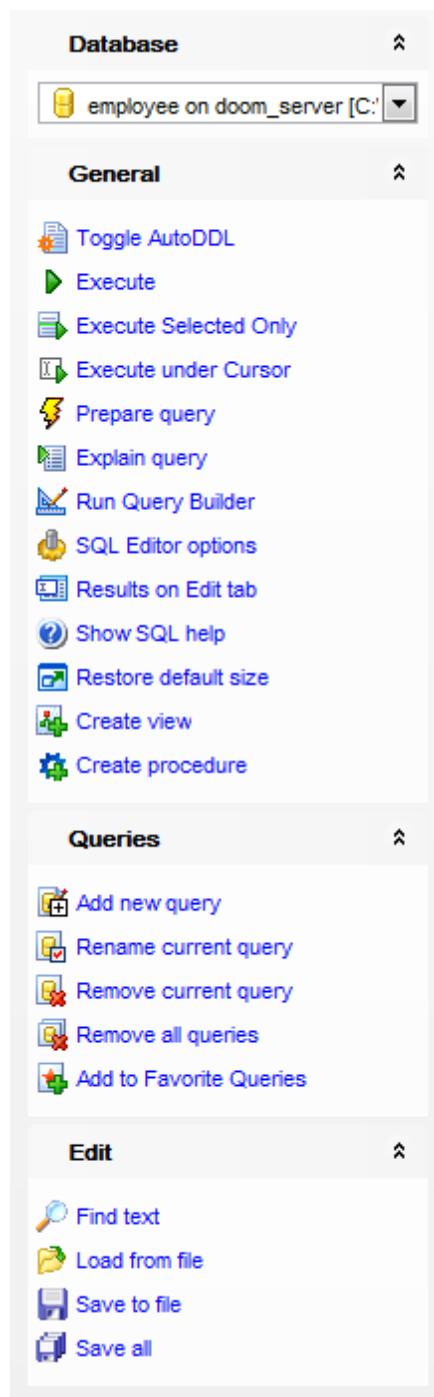 Database
employee on doom_server [C:'
General
Toggle AutoDDL
Execute
Execute Selected Only
Execute under Cursor
Prepare query
Explain query
Run Query Builder
SQL Editor options
Results on Edit tab
Show SQL help
Restore default size
Create view
Create procedure
Queries
Add new query
Rename current query
Remove current query
Remove all queries
Add to Favorite Queries
Edit
Find text
Load from file
Save to file
Save all